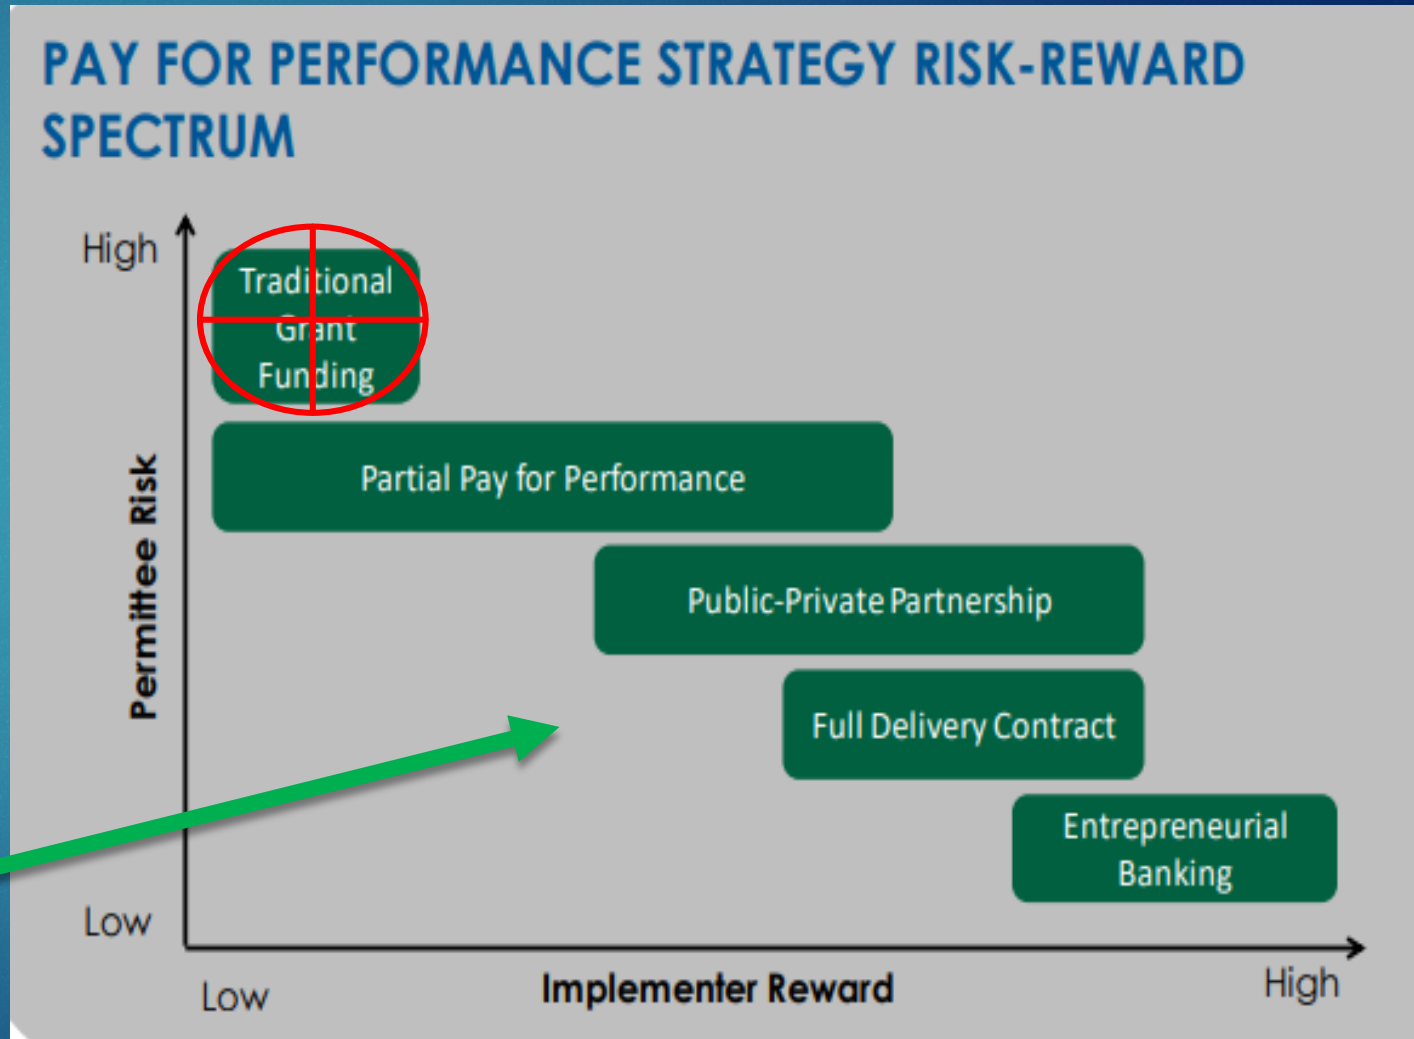 PAY FOR PERFORMANCE STRATEGY RISK-REWARD
SPECTRUM
High
Traditional
Grant
Funding
Partial Pay for Performance
Permittee Risk
Public-Private Partnership
Full Delivery Contract
Entrepreneurial
Banking
Low
Low
Implementer Reward
High